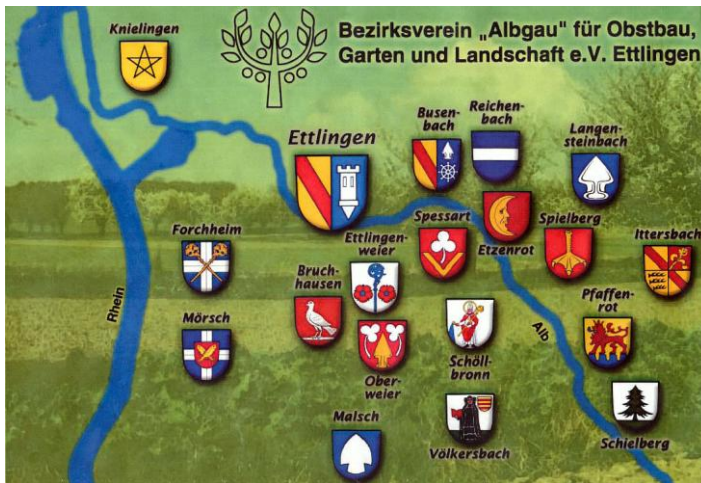 Bezirksverein „Albgau" für Obstbau,
Garten und Landschaft e.V. Ettlingen
Knielingen
Ettlingen
Busen-
bach
Reichen-
bach
Langen-
steinbach
Forchheim
Ettlingen-
weier
Spessart
Etzenrot
Spielberg
Ittersbach
Bruch-
hausen
Rhein
Mörsch
Ober-
weier
Schöll-
bronn
Alb
Pfaffen-
rot
Malsch
Völkersbach
Schielberg